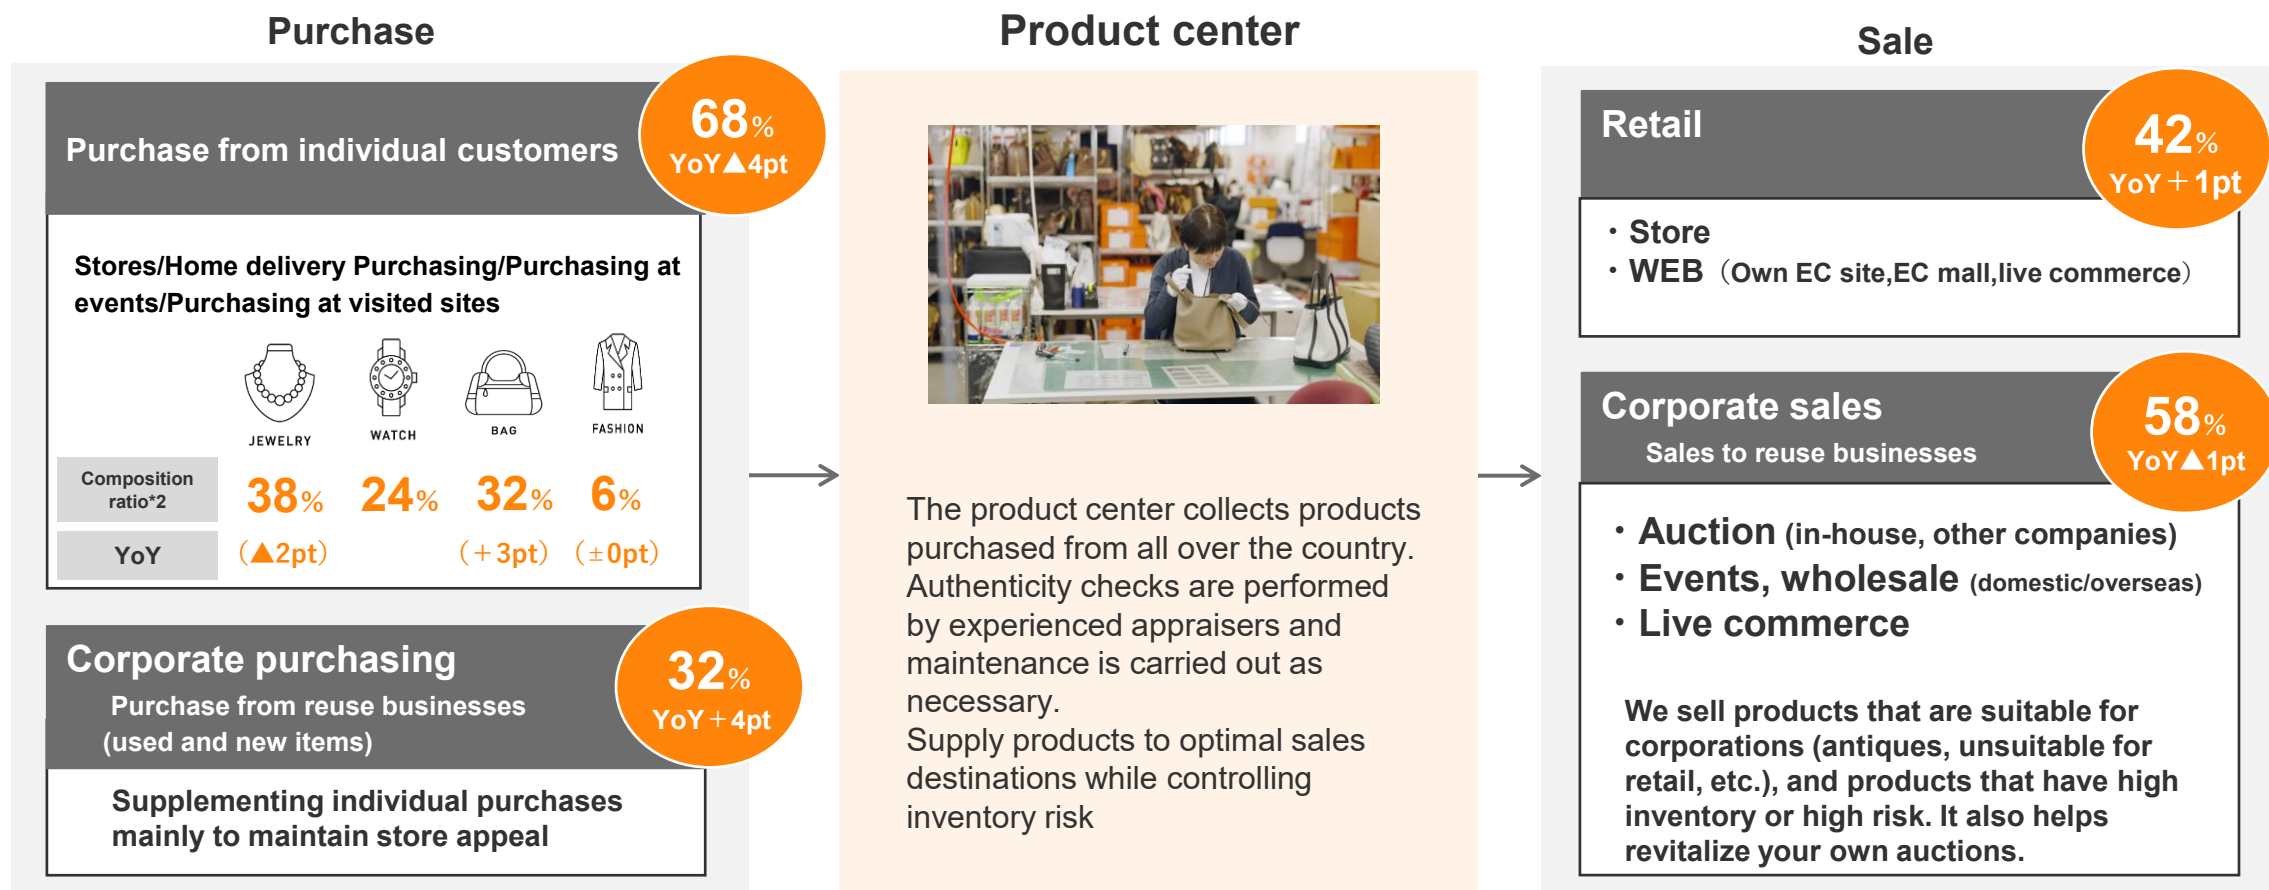 Purchase
Purchase from individual customers
68%
YoY▲4pt
Stores/Home delivery Purchasing/Purchasing at
events/Purchasing at visited sites
JEWELRY
WATCH
BAG
FASHION
Composition
ratio*2
38%
24%
32%
6%
YoY
(▲2pt)
(+3pt)
(±0pt)
Corporate purchasing
Purchase from reuse businesses
(used and new items)
32%
YoY+4pt
Supplementing individual purchases
mainly to maintain store appeal
Product center
The product center collects products
purchased from all over the country.
Authenticity checks are performed
by experienced appraisers and
maintenance is carried out as
necessary.
Supply products to optimal sales
destinations while controlling
inventory risk
Sale
Retail
42%
YoY+1pt
・Store
・WEB（Own EC site,EC mall,live commerce）
Corporate sales
Sales to reuse businesses
58%
YoY▲1pt
・Auction (in-house, other companies)
・Events, wholesale (domestic/overseas)
・Live commerce
We sell products that are suitable for
corporations (antiques, unsuitable for
retail, etc.), and products that have high
inventory or high risk. It also helps
revitalize your own auctions.